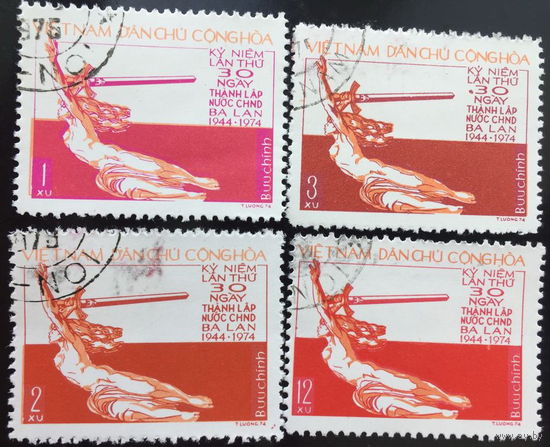 1975
NO
VIỆT NAM DÂN CHỦ CỘNG HÒA
KỶ NIỆM
LẦN THỨ
30
NGÀY
THÀNH LẬP
NƯỚC CHND
BA LAN
1944·1974
Bưu chính
1
XU
T.LUONG 74
VIỆT NAM DÂN CHỦ CỘNG HÒA
KỶ NIỆM
LẦN THỨ
30
NGÀY
THÀNH LẬP
NƯỚC CHND
BA LAN
1944·1974
Bưu chính
3
XU
T.LUONG 74
1975
NO
VIỆT NAM DÂN CHỦ CỘNG HÒA
KỶ NIỆM
LẦN THỨ
30
NGÀY
THÀNH LẬP
NƯỚC CHND
BA LAN
1944·1974
Bưu chính
2
XU
T.LUONG 74
VIỆT NAM DÂN CHỦ CỘNG HÒA
KỶ NIỆM
LẦN THỨ
30
NGÀY
THÀNH LẬP
NƯỚC CHND
BA LAN
1944·1974
Bưu chính
12
XU
T.LUONG 74